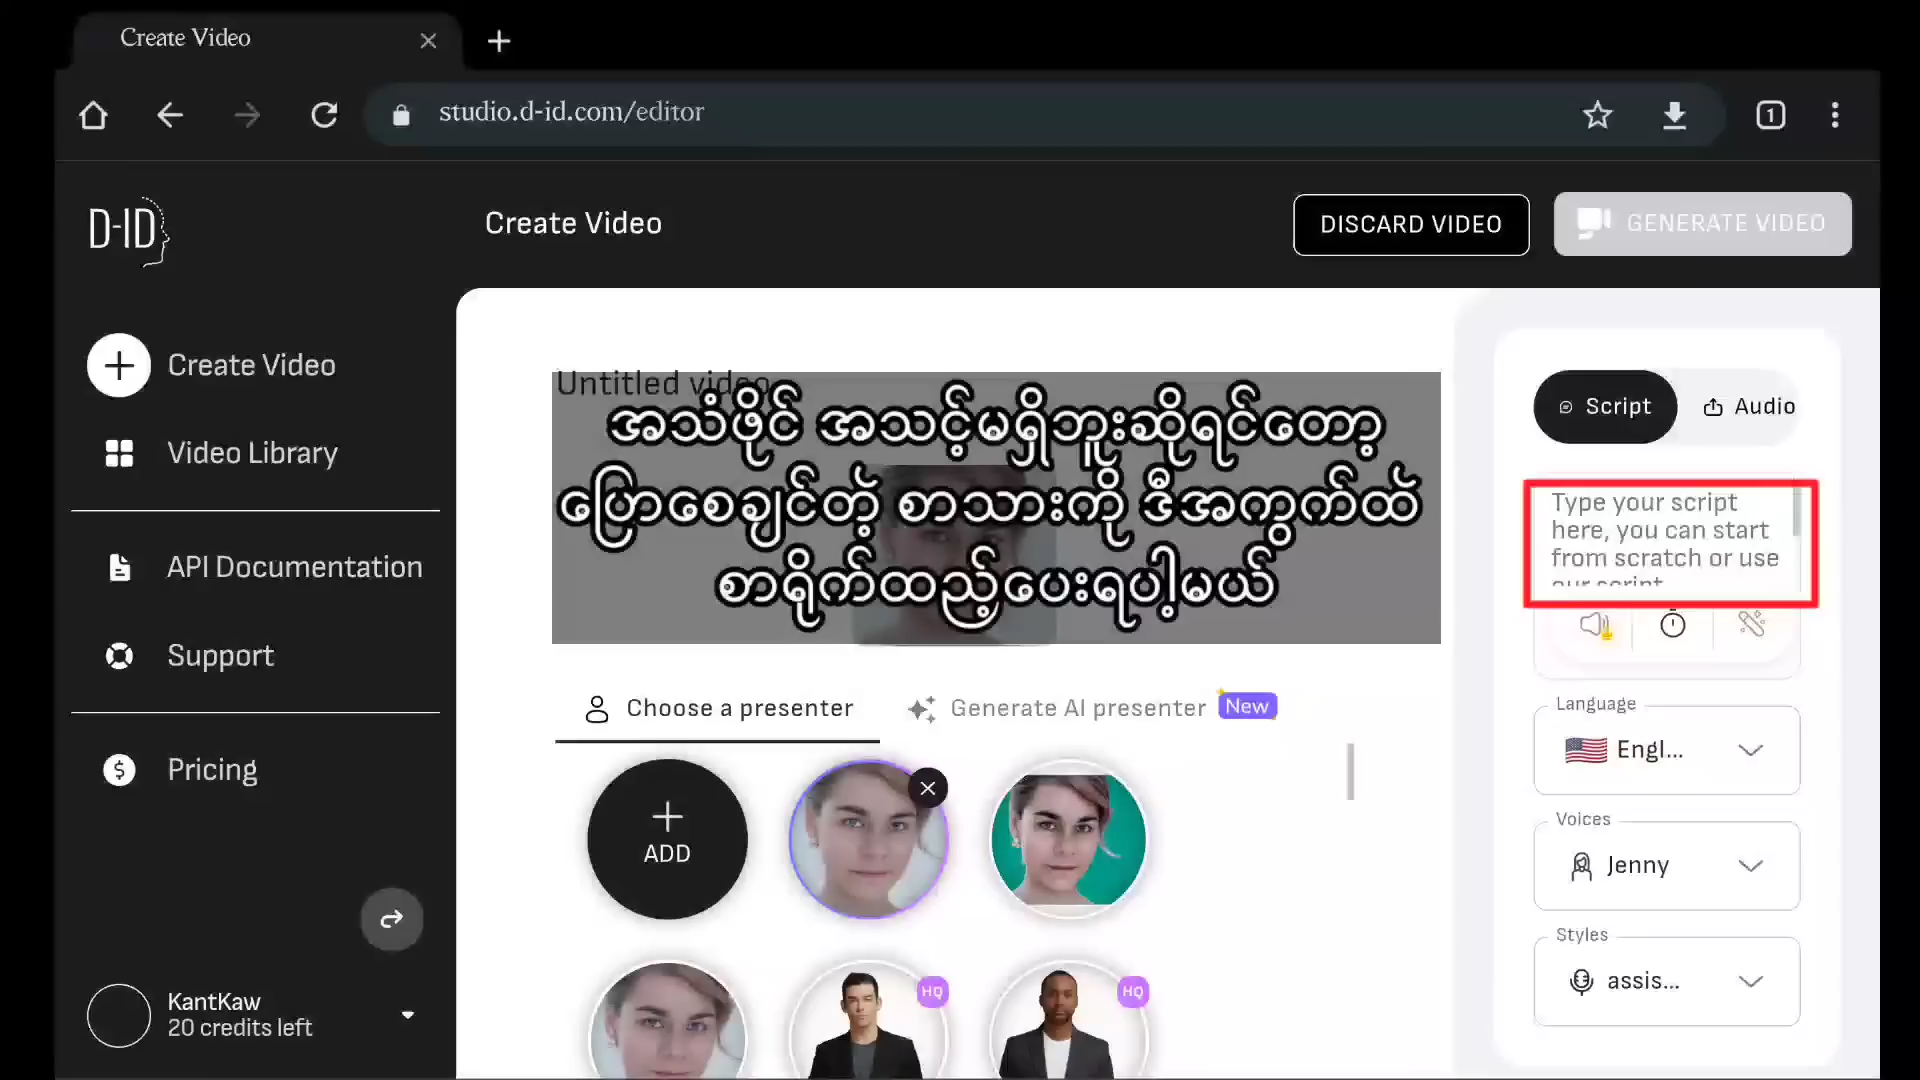 Create Video
studio.d-id.com/editor
1
D-ID
Create Video
DISCARD VIDEO
GENERATE VIDEO
Create Video
Video Library
API Documentation
Support
Pricing
KantKaw
20 credits left
Untitled video
အသံဖိုင် အသင့်မရှိဘူးဆိုရင်တော့
ပြောစေချင်တဲ့ စာသားကို ဒီအကွက်ထဲ
စာရိုက်ထည့်ပေးရပါ့မယ်
Choose a presenter
Generate AI presenter
New
ADD
HQ
HQ
Script
Audio
Type your script
here, you can start
from scratch or use
our script
Language
Engl...
Voices
Jenny
Styles
assis...